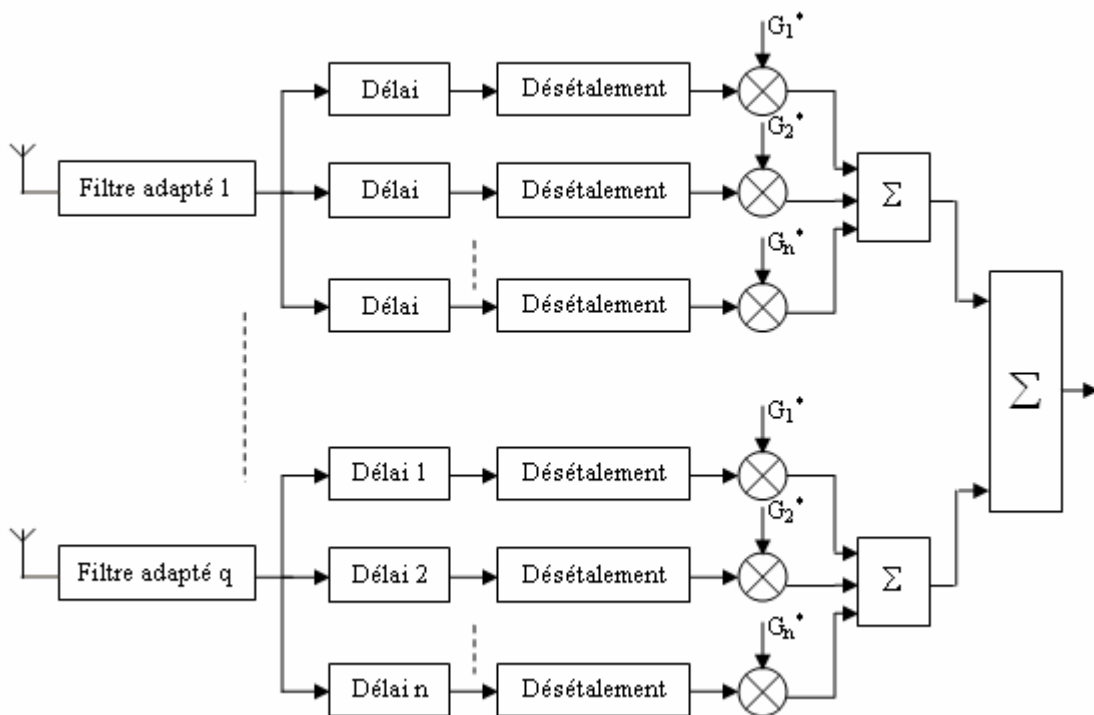 G₁*
Délai Désétalement
G₂*
Filtre adapté 1 Délai Désétalement Σ
Gₙ*
Délai Désétalement
Σ
G₁*
Délai 1 Désétalement
G₂*
Filtre adapté q Délai 2 Désétalement Σ
Gₙ*
Délai n Désétalement